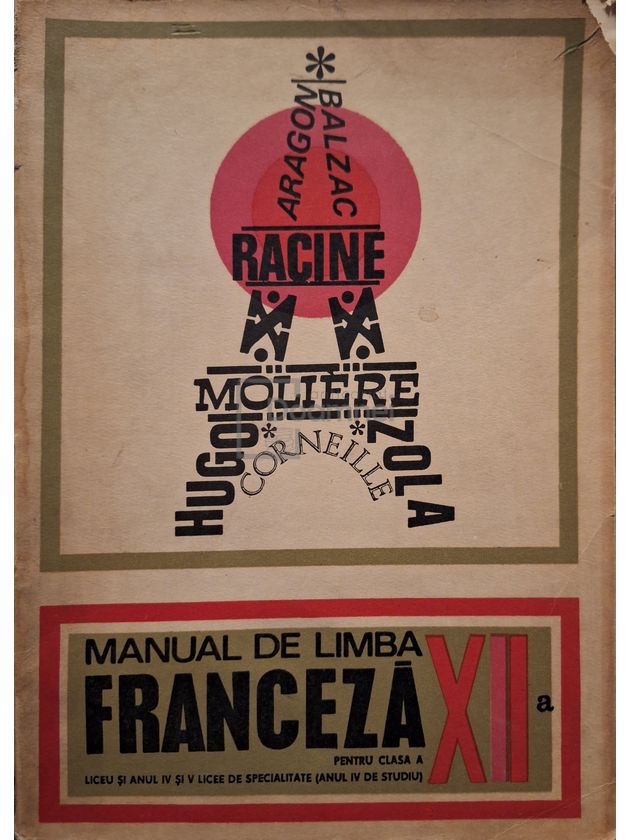 ARAGON
BALZAC
RACINE
MOLIÈRE
HUGO
CORNEILLE
ZOLA
MANUAL DE LIMBA
FRANCEZĂ
XII a
PENTRU CLASA A
LICEU ȘI ANUL IV ȘI V LICEE DE SPECIALITATE (ANUL IV DE STUDIU)